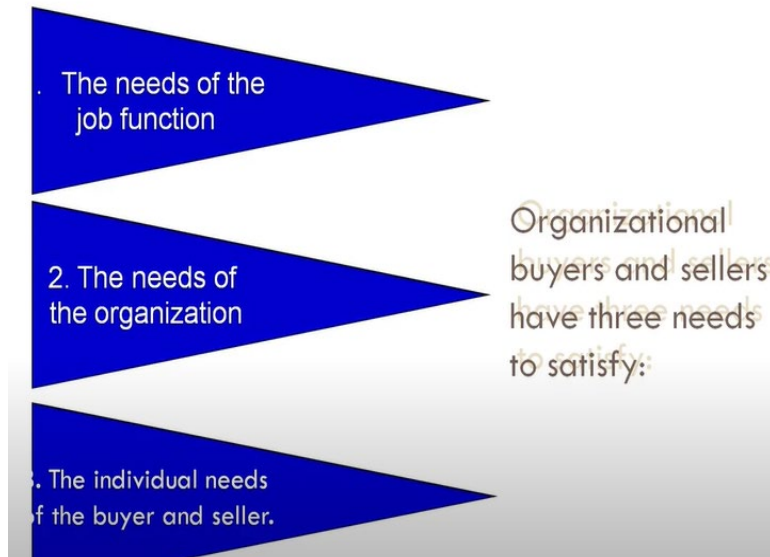 . The needs of the
job function
2. The needs of
the organization
. The individual needs
of the buyer and seller.
Organizational
buyers and sellers
have three needs
to satisfy: